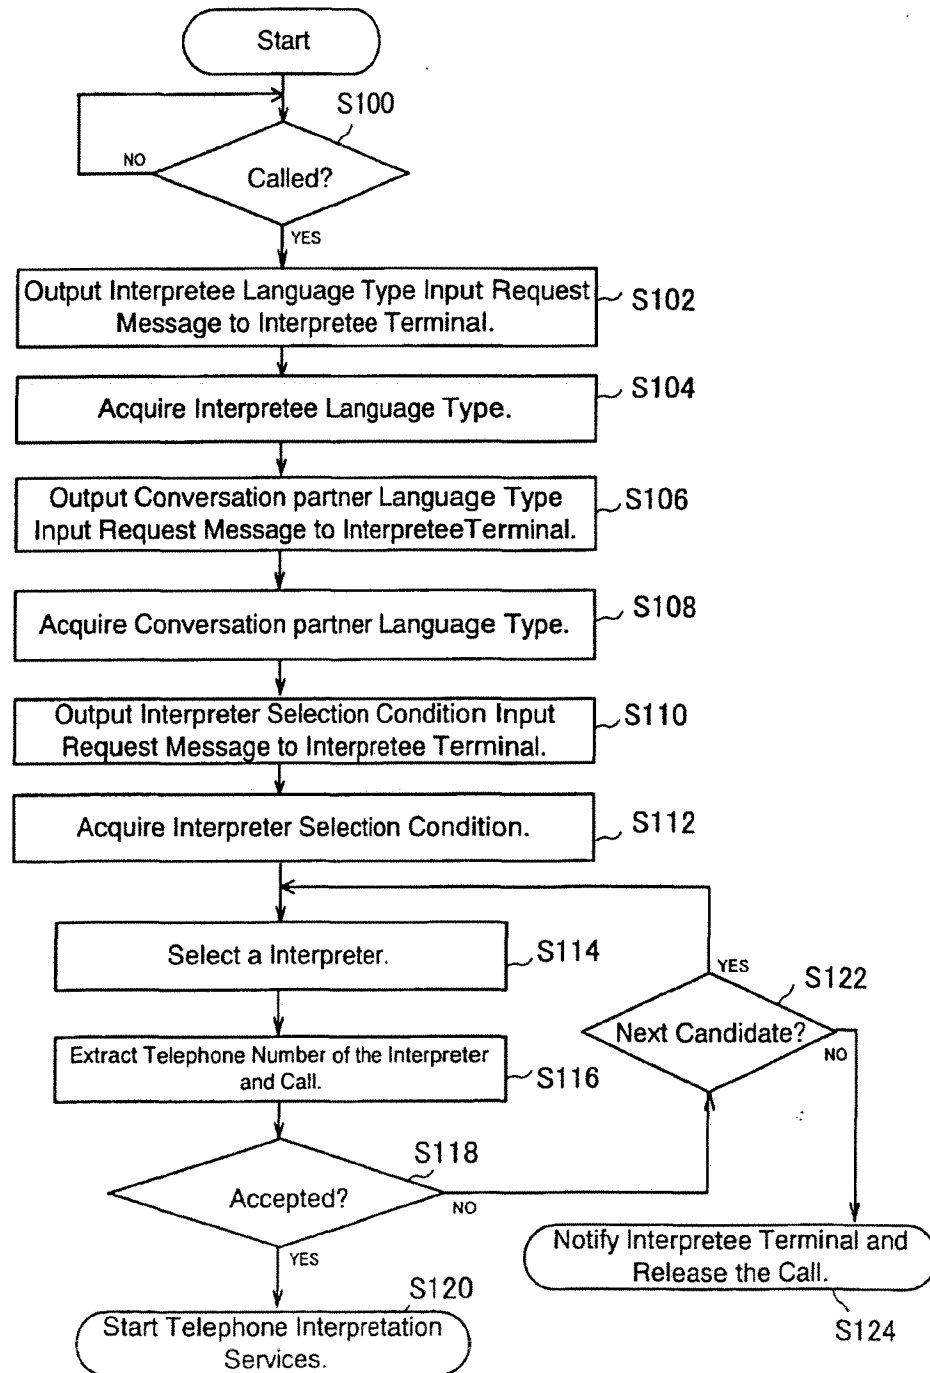 Start
S100
NO
Called?
YES
Output Interpretee Language Type Input Request
Message to Interpretee Terminal.
S102
Acquire Interpretee Language Type.
S104
Output Conversation partner Language Type
Input Request Message to InterpreteeTerminal.
S106
Acquire Conversation partner Language Type.
S108
Output Interpreter Selection Condition Input
Request Message to Interpretee Terminal.
S110
Acquire Interpreter Selection Condition.
S112
Select a Interpreter.
S114
YES
S122
Next Candidate?
NO
Extract Telephone Number of the Interpreter
and Call.
S116
S118
Accepted?
NO
YES
Notify Interpretee Terminal and
Release the Call.
S124
S120
Start Telephone Interpretation
Services.